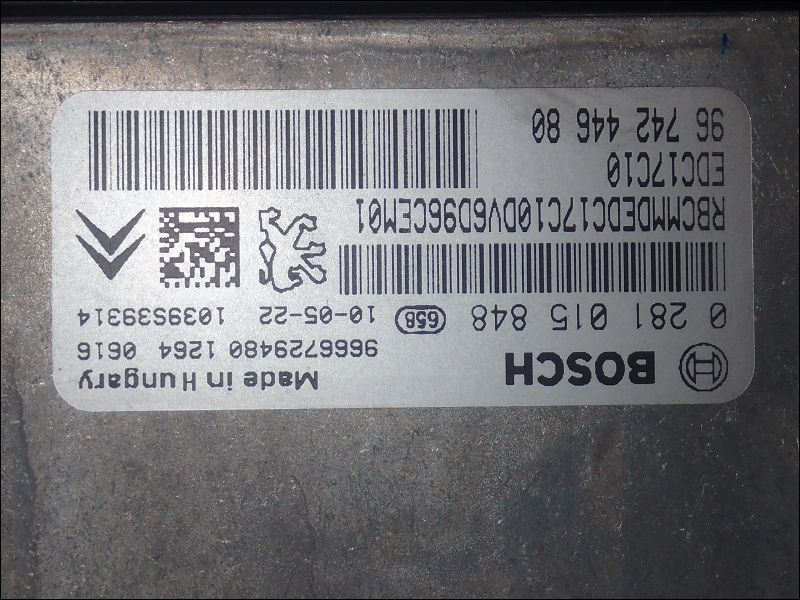 BOSCH Made in Hungary
9666729480 1264 0616
0 281 015 848 658 10-05-22 1039S39314
RBCMMDEDC17C10DV6D96CEM01
EDC17C10
96 742 446 80